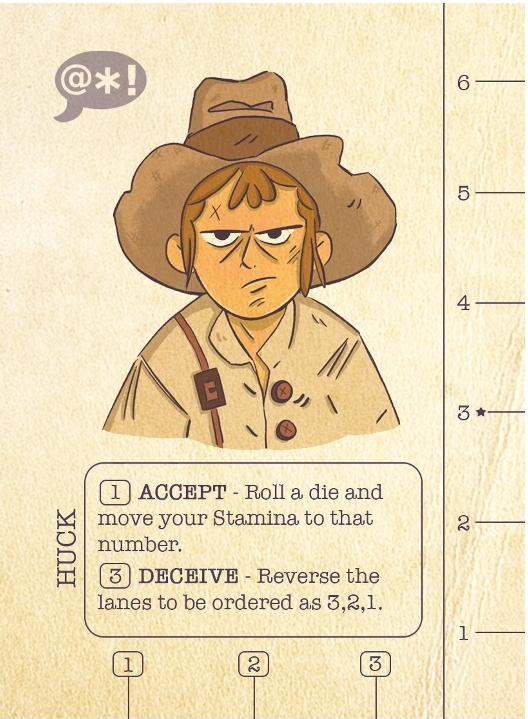 @*!
6
5
4
3★
2
1
HUCK
1 ACCEPT - Roll a die and
move your Stamina to that
number.
3 DECEIVE - Reverse the
lanes to be ordered as 3,2,1.
1 2 3